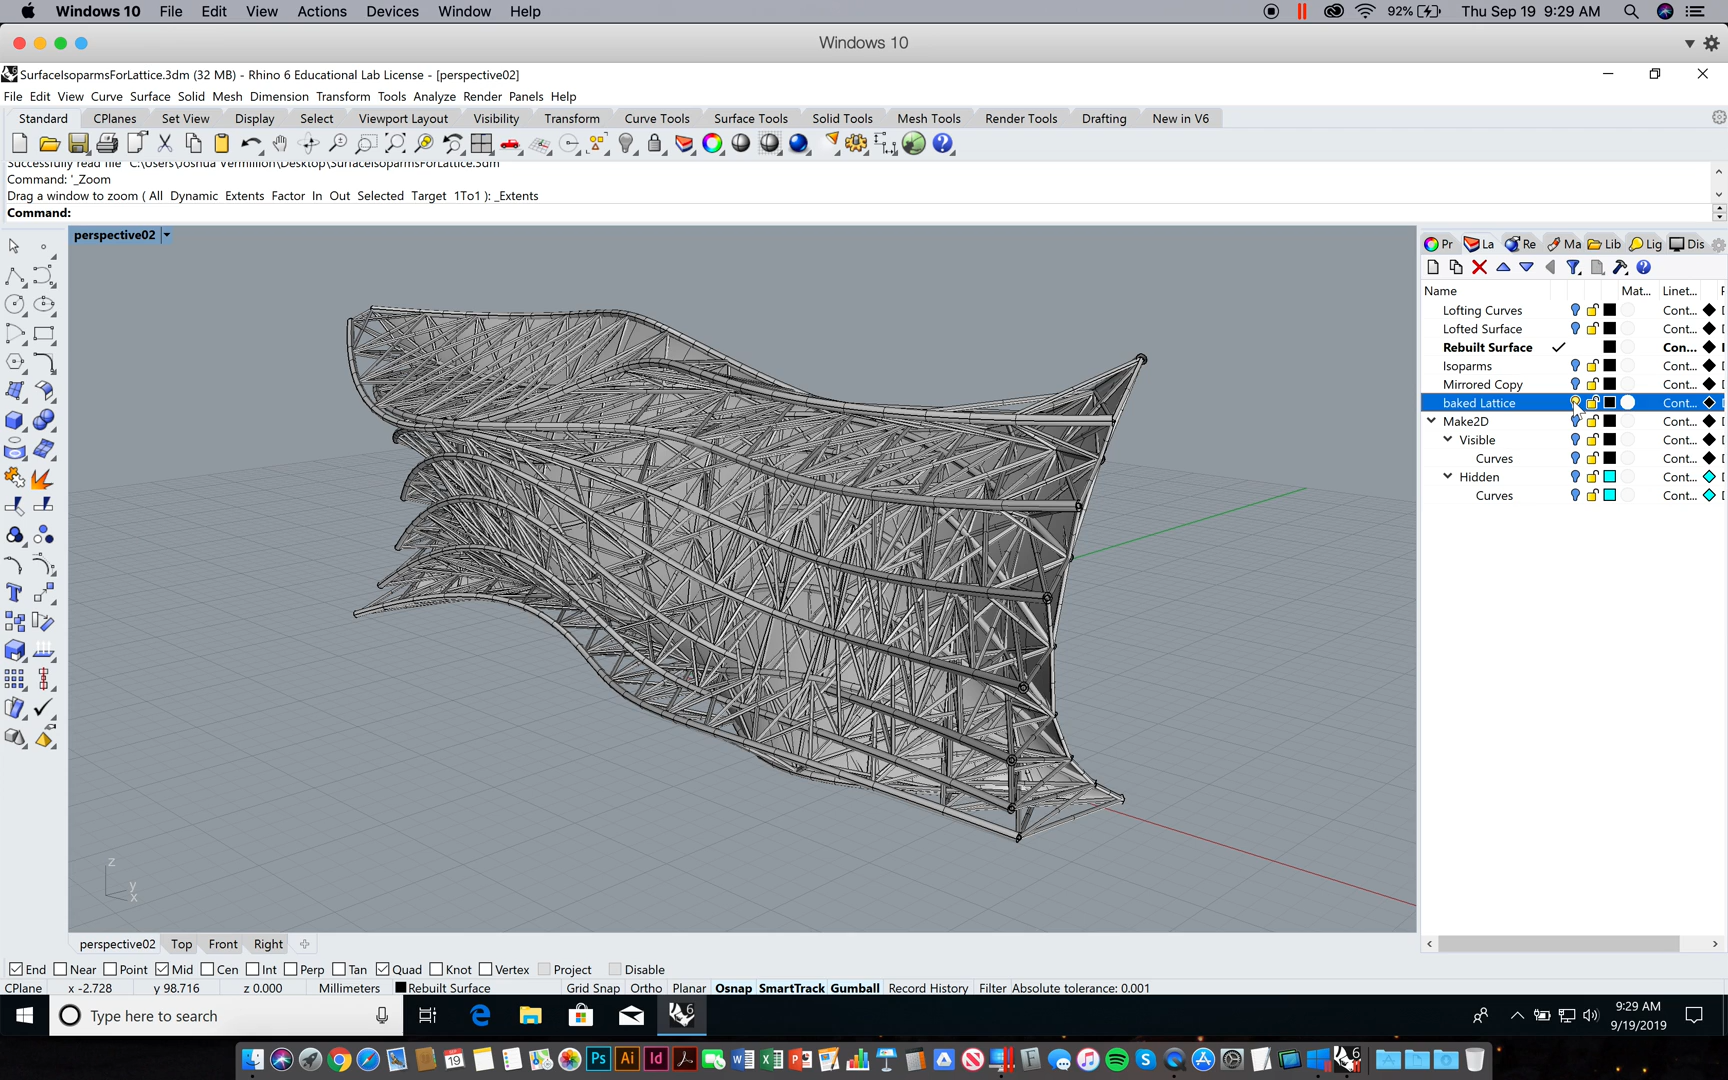 Windows 10 File Edit View Actions Devices Window Help 92% Thu Sep 19 9:29 AM
Windows 10
SurfaceIsoparmsForLattice.3dm (32 MB) - Rhino 6 Educational Lab License - [perspective02]
File Edit View Curve Surface Solid Mesh Dimension Transform Tools Analyze Render Panels Help
Standard CPlanes Set View Display Select Viewport Layout Visibility Transform Curve Tools Surface Tools Solid Tools Mesh Tools Render Tools Drafting New in V6
Successfully read file "C:\Users\Joshua Vermillion\Desktop\SurfaceIsoparmsForLattice.3dm"
Command: '_Zoom
Drag a window to zoom ( All Dynamic Extents Factor In Out Selected Target 1To1 ): _Extents
Command:
perspective02
Pr La Re Ma Lib Lig Dis
Name Mat... Linet...
Lofting Curves Cont...
Lofted Surface Cont...
Rebuilt Surface Con...
Isoparms Cont...
Mirrored Copy Cont...
baked Lattice Cont...
Make2D Cont...
Visible Cont...
Curves Cont...
Hidden Cont...
Curves Cont...
z
y
x
perspective02 Top Front Right
End Near Point Mid Cen Int Perp Tan Quad Knot Vertex Project Disable
CPlane x -2.728 y 98.716 z 0.000 Millimeters Rebuilt Surface Grid Snap Ortho Planar Osnap SmartTrack Gumball Record History Filter Absolute tolerance: 0.001
Type here to search
9:29 AM
9/19/2019